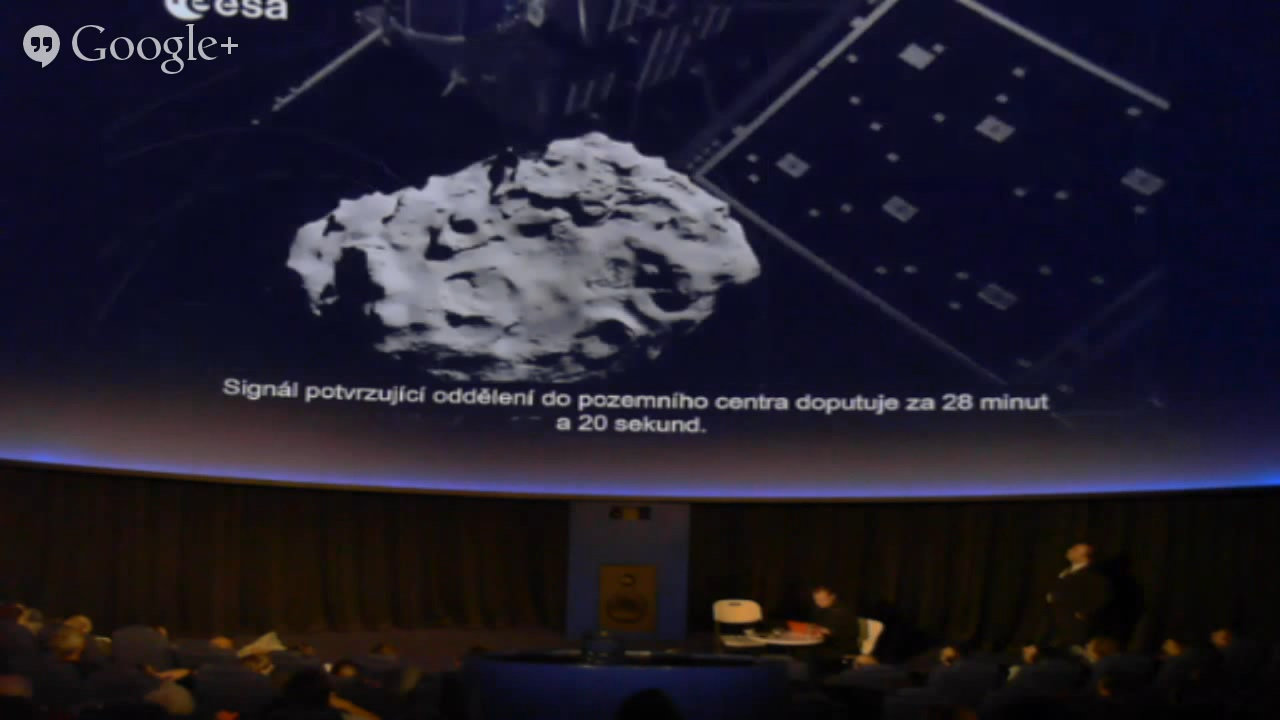 esa
Google+
Signál potvrzující oddělení do pozemního centra doputuje za 28 minut
a 20 sekund.